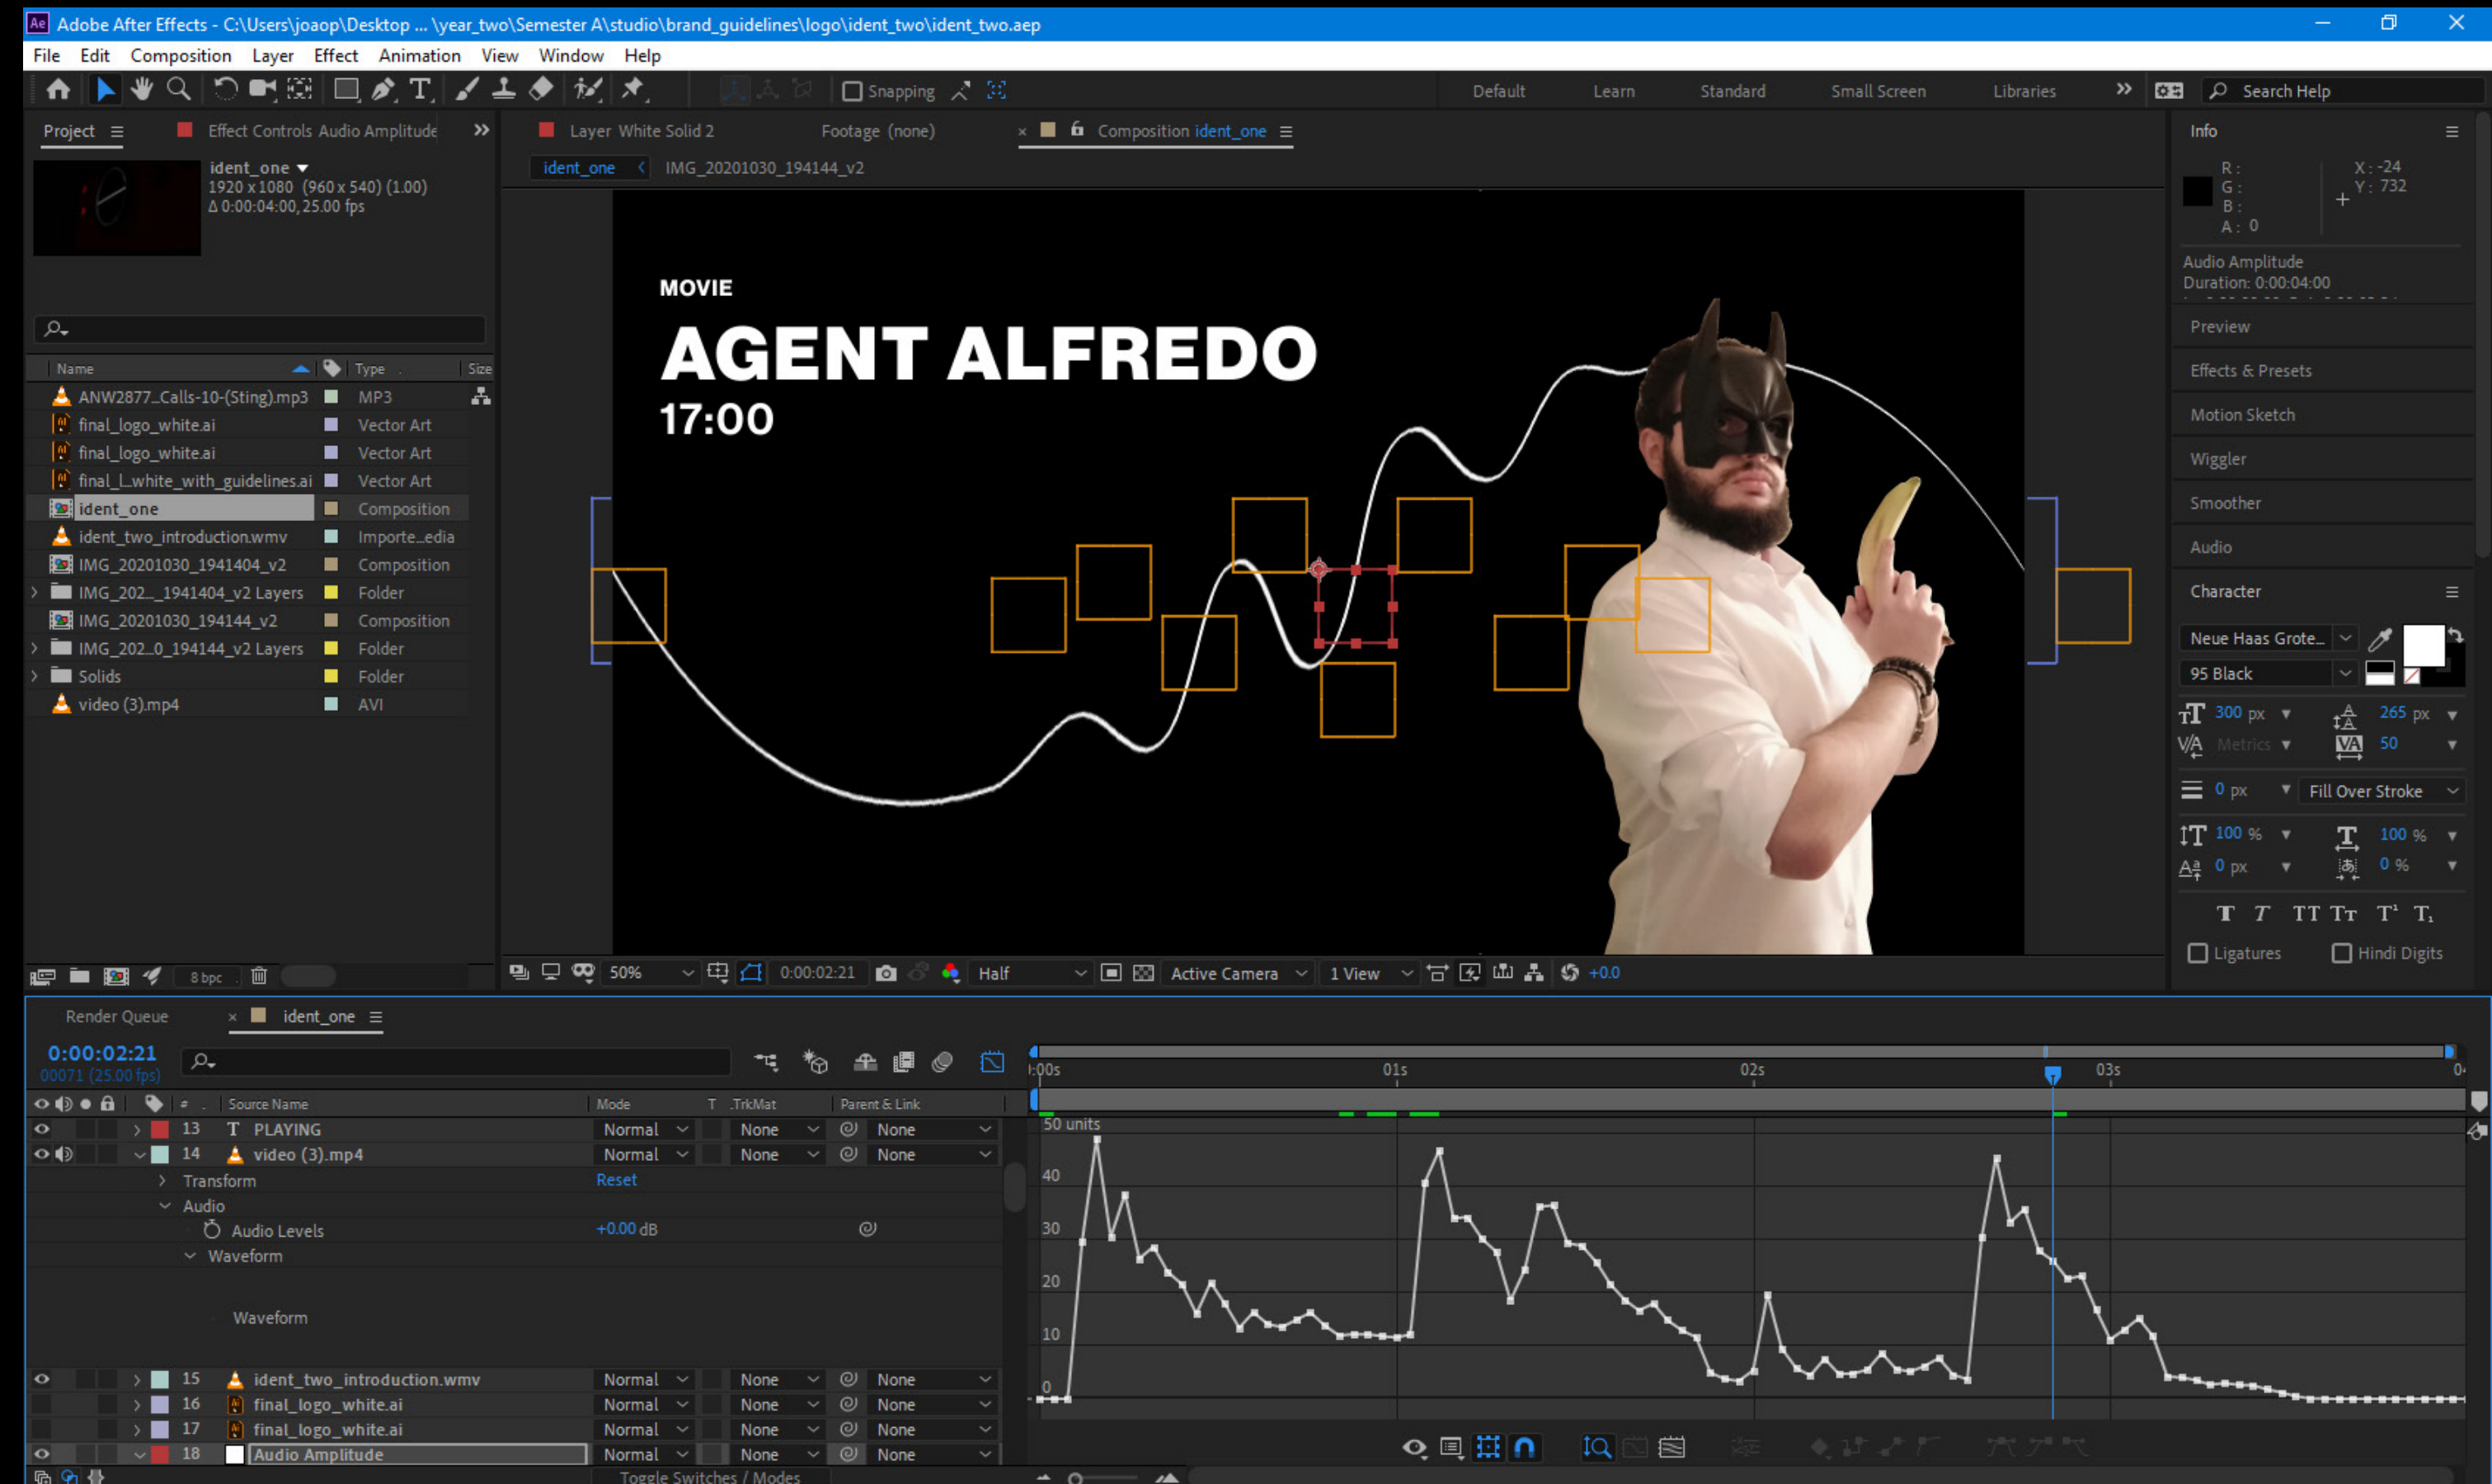 Ae Adobe After Effects - C:\Users\joaop\Desktop ... \year_two\Semester A\studio\brand_guidelines\logo\ident_two\ident_two.aep
File Edit Composition Layer Effect Animation View Window Help
Snapping Default Learn Standard Small Screen Libraries Search Help
Project Effect Controls Audio Amplitude Layer White Solid 2 Footage (none) Composition ident_one Info
ident_one
1920 x 1080 (960 x 540) (1.00)
Δ 0:00:04:00, 25.00 fps
ident_one IMG_20201030_194144_v2
R :
G :
B :
A : 0
X : -24
Y : 732
Audio Amplitude
Duration: 0:00:04:00
MOVIE
AGENT ALFREDO
17:00
Preview
Effects & Presets
Motion Sketch
Wiggler
Smoother
Audio
Name Type Size
ANW2877_Calls-10-(Sting).mp3 MP3
final_logo_white.ai Vector Art
final_logo_white.ai Vector Art
final_l...white_with_guidelines.ai Vector Art
ident_one Composition
ident_two_introduction.wmv Importe...edia
IMG_20201030_1941404_v2 Composition
IMG_202..._1941404_v2 Layers Folder
IMG_20201030_194144_v2 Composition
IMG_202...0_194144_v2 Layers Folder
Solids Folder
video (3).mp4 AVI
Character
Neue Haas Grote...
95 Black
300 px 265 px
Metrics 50
0 px Fill Over Stroke
100 % 100 %
0 px 0 %
T T TT Tт T¹ T₁
Ligatures Hindi Digits
8 bpc
50% 0:00:02:21 Half Active Camera 1 View +0.0
Render Queue ident_one
0:00:02:21
00071 (25.00 fps)
:00s 01s 02s 03s
# Source Name Mode T .TrkMat Parent & Link
13 T PLAYING Normal None None
14 video (3).mp4 Normal None None
Transform Reset
Audio
Audio Levels +0.00 dB
Waveform
Waveform
15 ident_two_introduction.wmv Normal None None
16 final_logo_white.ai Normal None None
17 final_logo_white.ai Normal None None
18 Audio Amplitude Normal None None
Toggle Switches / Modes
50 units
40
30
20
10
0